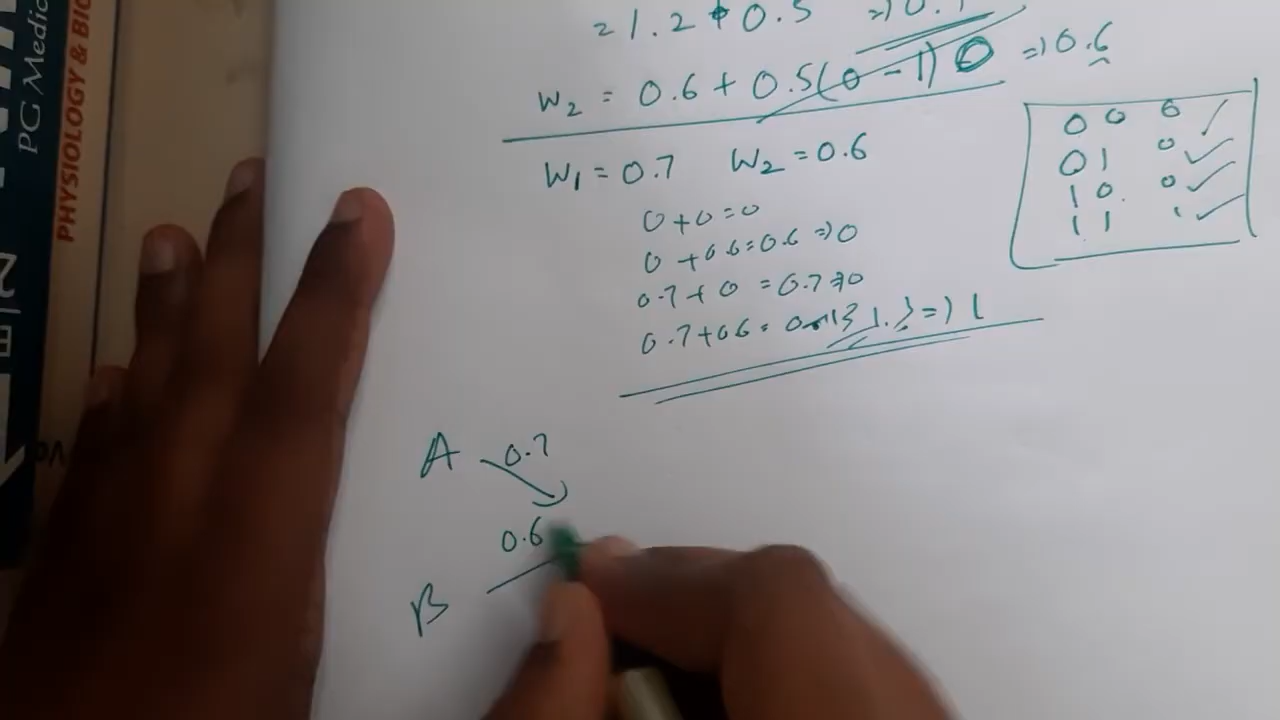 = 1.2 + 0.5 => 0.7
W2 = 0.6 + 0.5(0 - 1) 0 => 0.6
W1 = 0.7 W2 = 0.6
0 0 0 ✓
0 1 0 ✓
1 0. 0 ✓
1 1 1 ✓
0 + 0 = 0
0 + 0.6 = 0.6 => 0
0.7 + 0 = 0.7 => 0
0.7 + 0.6 = 1.3 => 1
A 0.7
0.6
B
PG Medic
PHYSIOLOGY & BIO